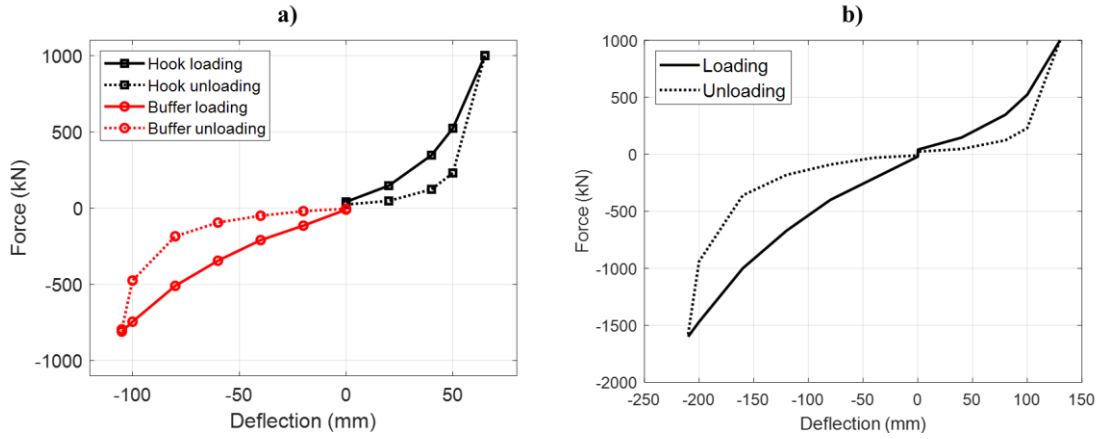 a)
1000
500
0
-500
-1000
Force (kN)
Hook loading
Hook unloading
Buffer loading
Buffer unloading
-100
-50
0
50
Deflection (mm)
b)
1000
500
0
-500
-1000
-1500
-2000
Force (kN)
Loading
Unloading
-250
-200
-150
-100
-50
0
50
100
150
Deflection (mm)